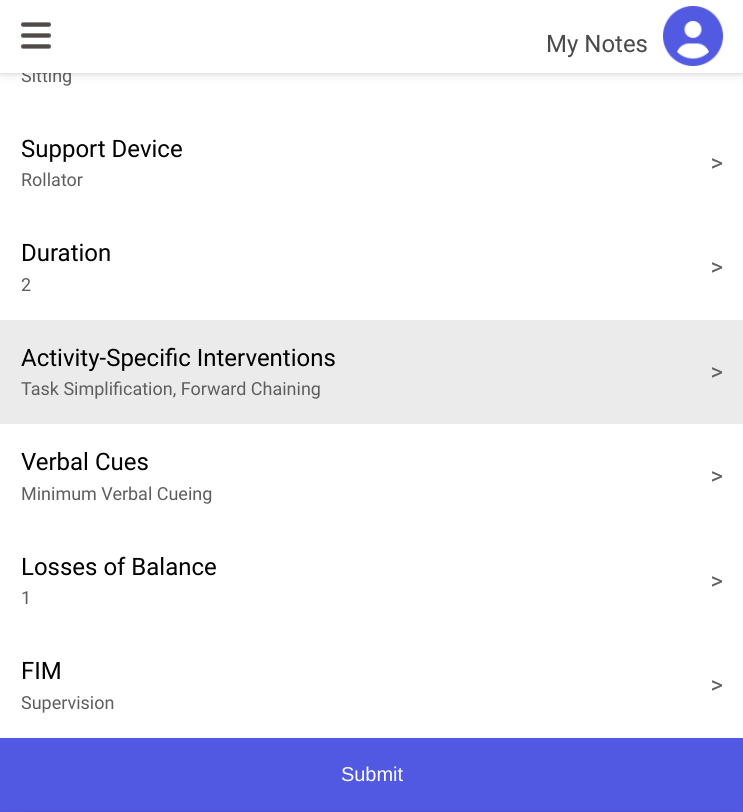 My Notes
Sitting
Support Device
Rollator
>
Duration
2
>
Activity-Specific Interventions
Task Simplification, Forward Chaining
>
Verbal Cues
Minimum Verbal Cueing
>
Losses of Balance
1
>
FIM
Supervision
>
Submit